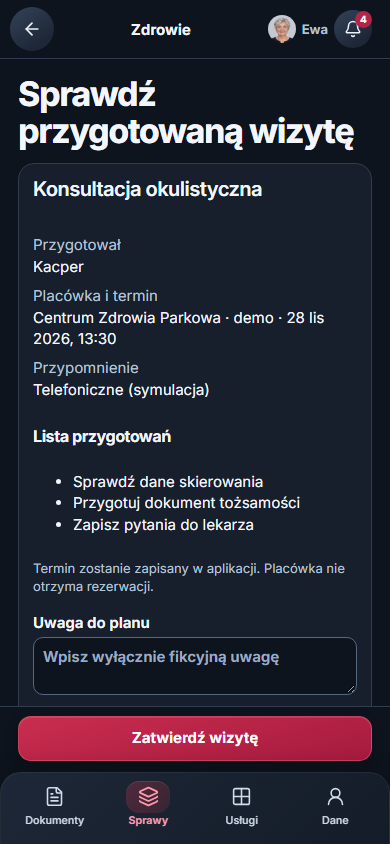 Zdrowie
Ewa
4
Sprawdź
przygotowaną wizytę
Konsultacja okulistyczna
Przygotował
Kacper
Placówka i termin
Centrum Zdrowia Parkowa · demo · 28 lis
2026, 13:30
Przypomnienie
Telefoniczne (symulacja)
Lista przygotowań
• Sprawdź dane skierowania
• Przygotuj dokument tożsamości
• Zapisz pytania do lekarza
Termin zostanie zapisany w aplikacji. Placówka nie
otrzyma rezerwacji.
Uwaga do planu
Wpisz wyłącznie fikcyjną uwagę
Zatwierdź wizytę
Dokumenty
Sprawy
Usługi
Dane